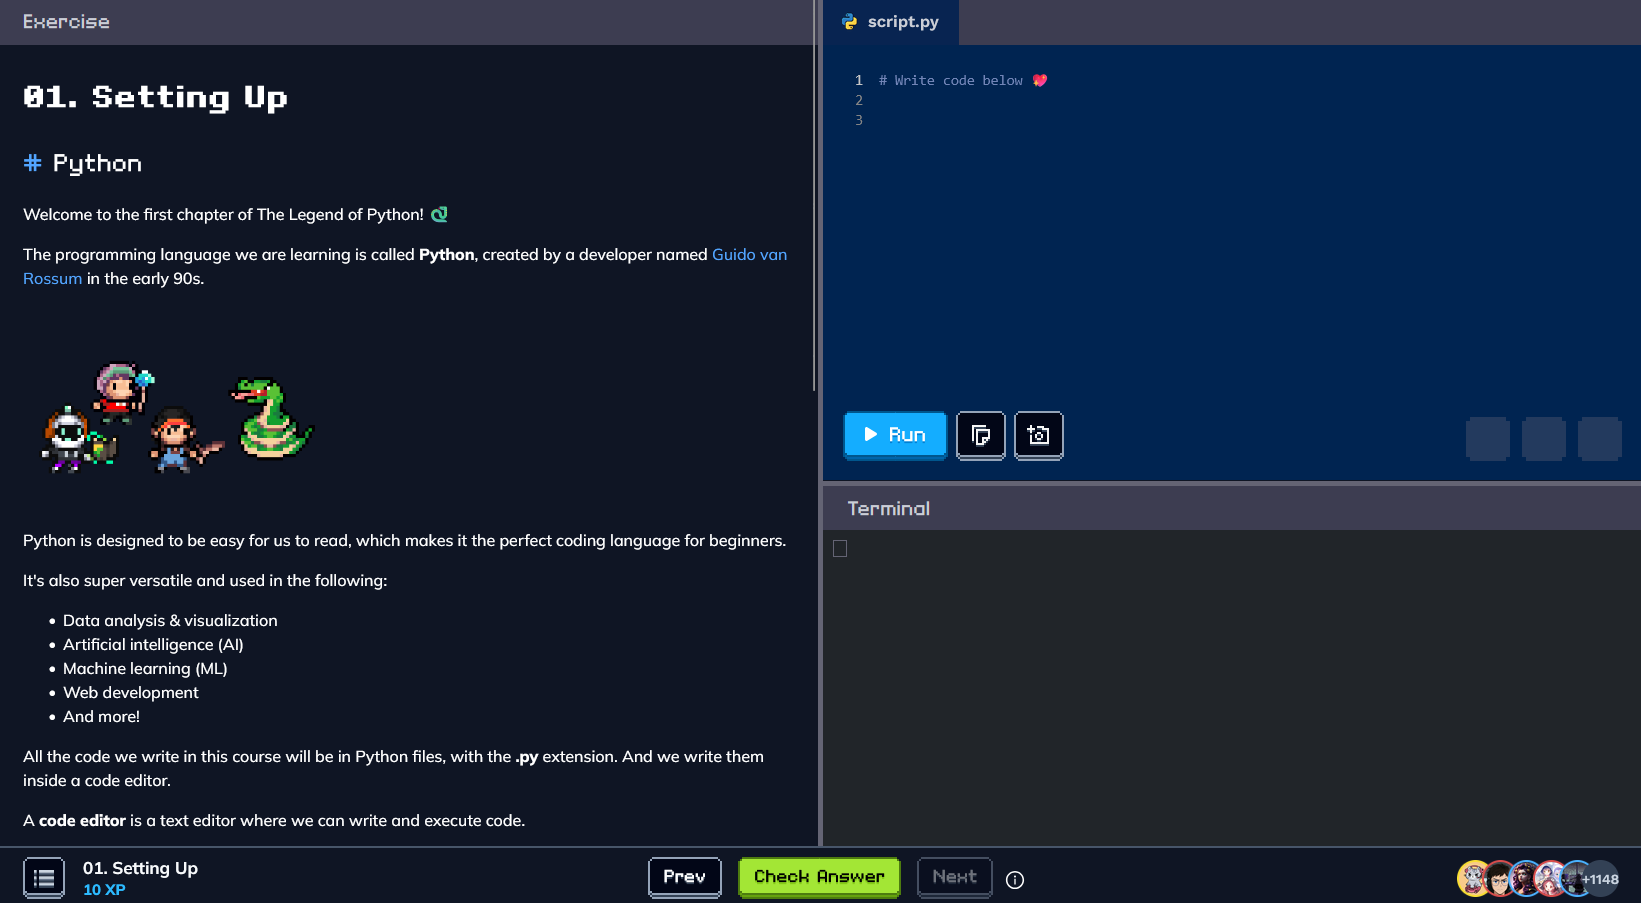 Exercise
01. Setting Up
# Python
Welcome to the first chapter of The Legend of Python!
The programming language we are learning is called Python, created by a developer named Guido van
Rossum in the early 90s.
Python is designed to be easy for us to read, which makes it the perfect coding language for beginners.
It's also super versatile and used in the following:
• Data analysis & visualization
• Artificial intelligence (AI)
• Machine learning (ML)
• Web development
• And more!
All the code we write in this course will be in Python files, with the .py extension. And we write them
inside a code editor.
A code editor is a text editor where we can write and execute code.
script.py
1 # Write code below 💖
2
3
Run
Terminal
01. Setting Up
10 XP
Prev
Check Answer
Next
+1148